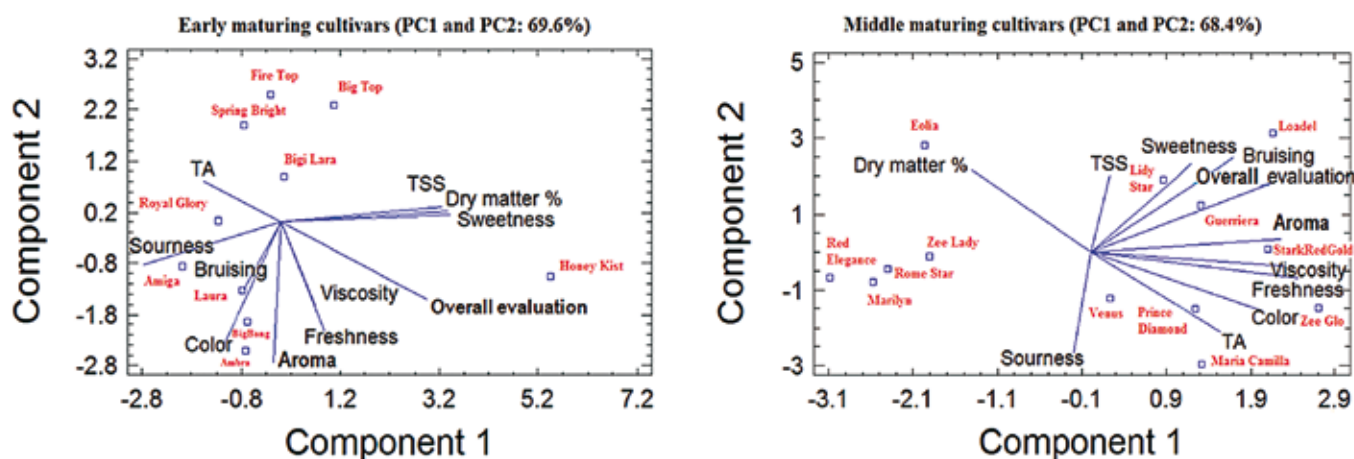 Early maturing cultivars (PC1 and PC2: 69.6%)
Component 2
3.2
2.2
1.2
0.2
-0.8
-1.8
-2.8
Fire Top
Big Top
Spring Bright
Bigi Lara
TA
TSS
Dry matter %
Sweetness
Royal Glory
Sourness
Amiga
Bruising
Laura
Honey Kist
Viscosity
Overall evaluation
BigBang
Color
Freshness
Ambra
Aroma
-2.8 -0.8 1.2 3.2 5.2 7.2
Component 1
Middle maturing cultivars (PC1 and PC2: 68.4%)
Component 2
5
3
1
-1
-3
Eolia
Loadel
Sweetness
Dry matter %
TSS
Bruising
Lidy
Star
Overall evaluation
Guerriera
Aroma
Red
Elegance
Zee Lady
StarkRedGold
Rome Star
Viscosity
Marilyn
Freshness
Venus
Prince
Diamond
Color
Zee Glo
TA
Sourness
Maria Camilla
-3.1 -2.1 -1.1 -0.1 0.9 1.9 2.9
Component 1